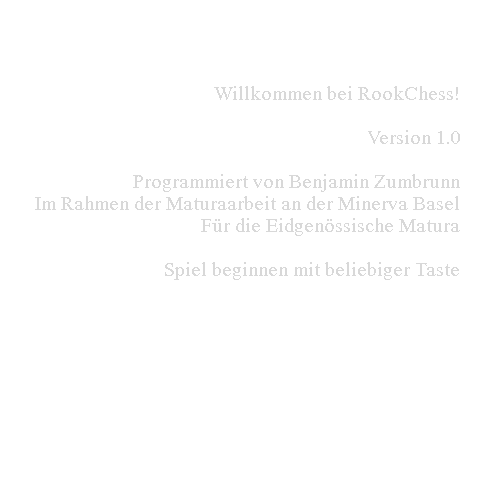 Willkommen bei RookChess!
Version 1.0
Programmiert von Benjamin Zumbrunn
Im Rahmen der Maturaarbeit an der Minerva Basel
Für die Eidgenössische Matura
Spiel beginnen mit beliebiger Taste